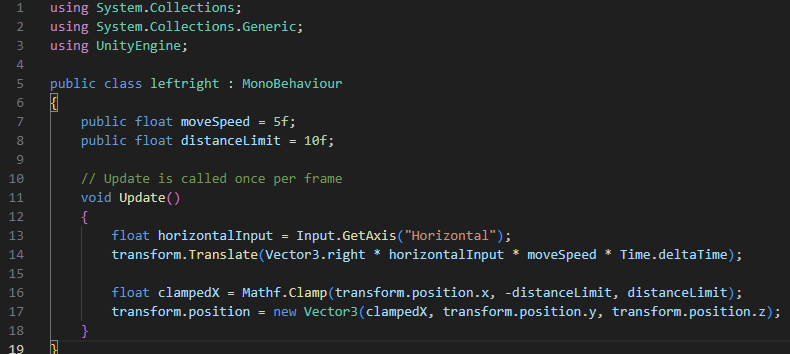 1 using System.Collections;
2 using System.Collections.Generic;
3 using UnityEngine;
4
5 public class leftright : MonoBehaviour
6 {
7 public float moveSpeed = 5f;
8 public float distanceLimit = 10f;
9
10 // Update is called once per frame
11 void Update()
12 {
13 float horizontalInput = Input.GetAxis("Horizontal");
14 transform.Translate(Vector3.right * horizontalInput * moveSpeed * Time.deltaTime);
15
16 float clampedX = Mathf.Clamp(transform.position.x, -distanceLimit, distanceLimit);
17 transform.position = new Vector3(clampedX, transform.position.y, transform.position.z);
18 }
19 }